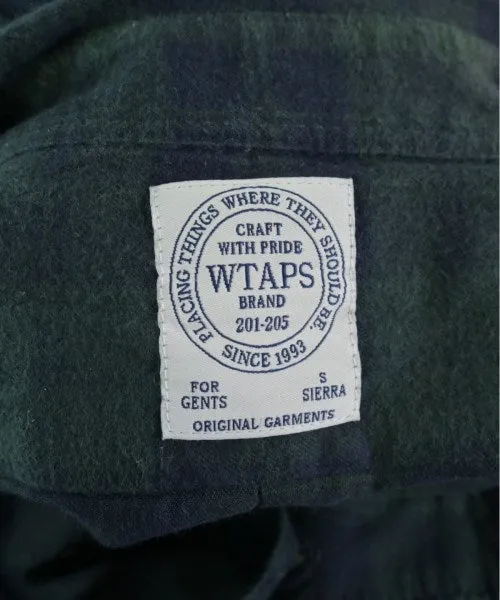 PLACING THINGS WHERE THEY SHOULD BE.
CRAFT
WITH PRIDE
WTAPS
BRAND
201-205
SINCE 1993
FOR
GENTS
S
SIERRA
ORIGINAL GARMENTS